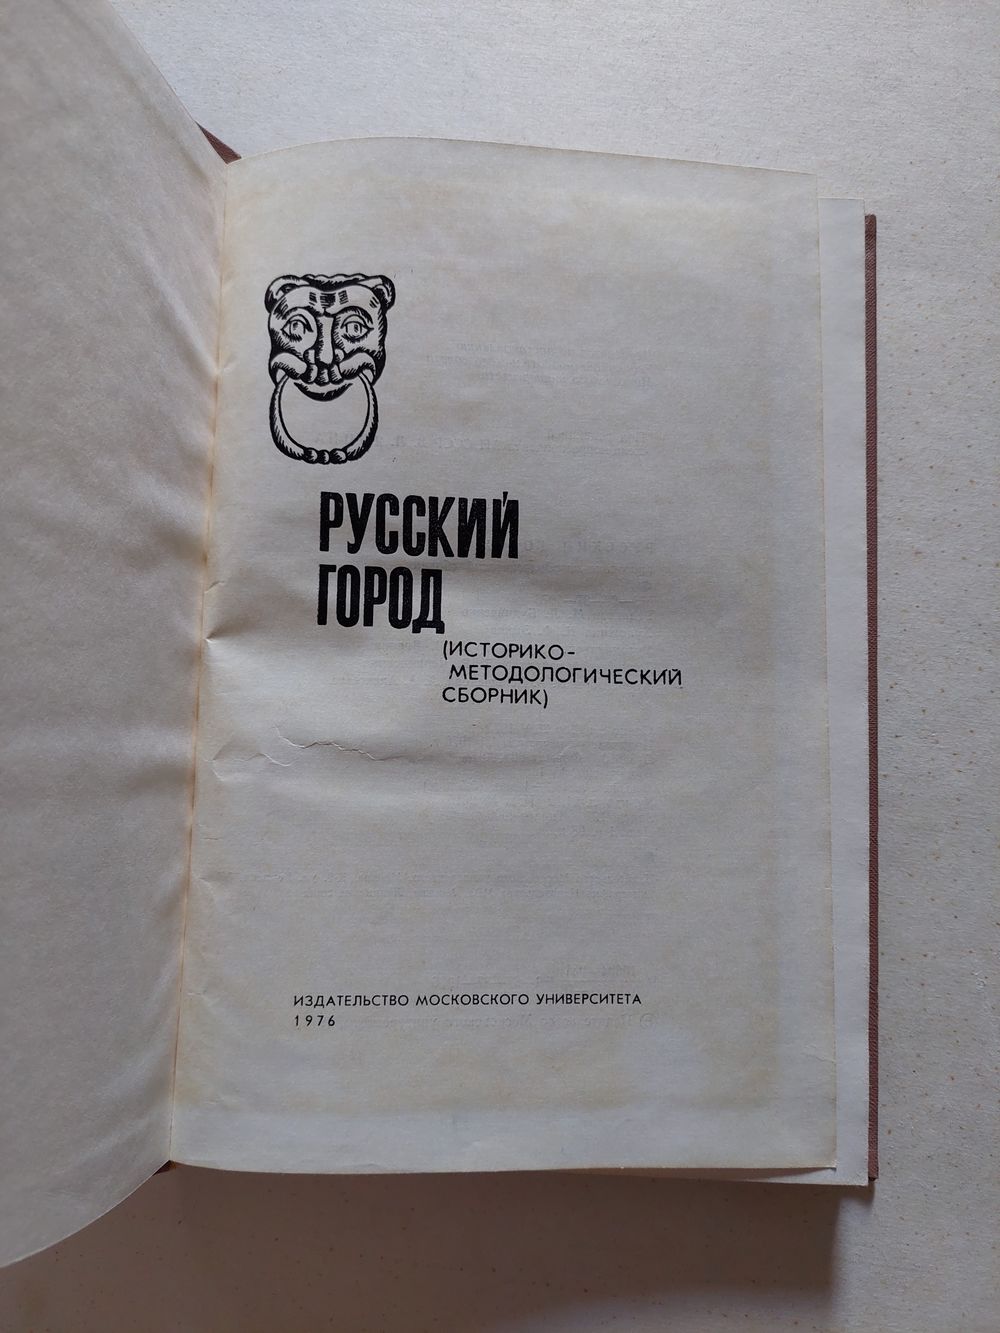 РУССКИЙ
ГОРОД
(ИСТОРИКО-
МЕТОДОЛОГИЧЕСКИЙ
СБОРНИК)
ИЗДАТЕЛЬСТВО МОСКОВСКОГО УНИВЕРСИТЕТА
1976